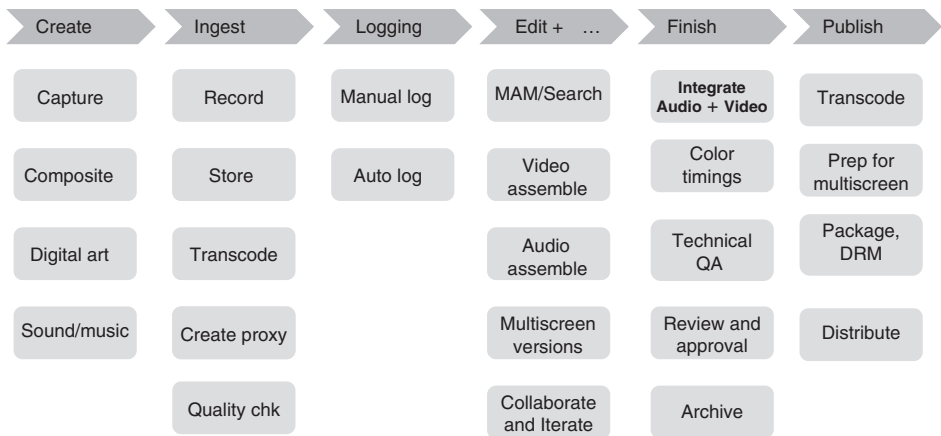 Create
Ingest
Logging
Edit + …
Finish
Publish
Capture
Composite
Digital art
Sound/music
Record
Store
Transcode
Create proxy
Quality chk
Manual log
Auto log
MAM/Search
Video
assemble
Audio
assemble
Multiscreen
versions
Collaborate
and Iterate
Integrate
Audio + Video
Color
timings
Technical
QA
Review and
approval
Archive
Transcode
Prep for
multiscreen
Package,
DRM
Distribute